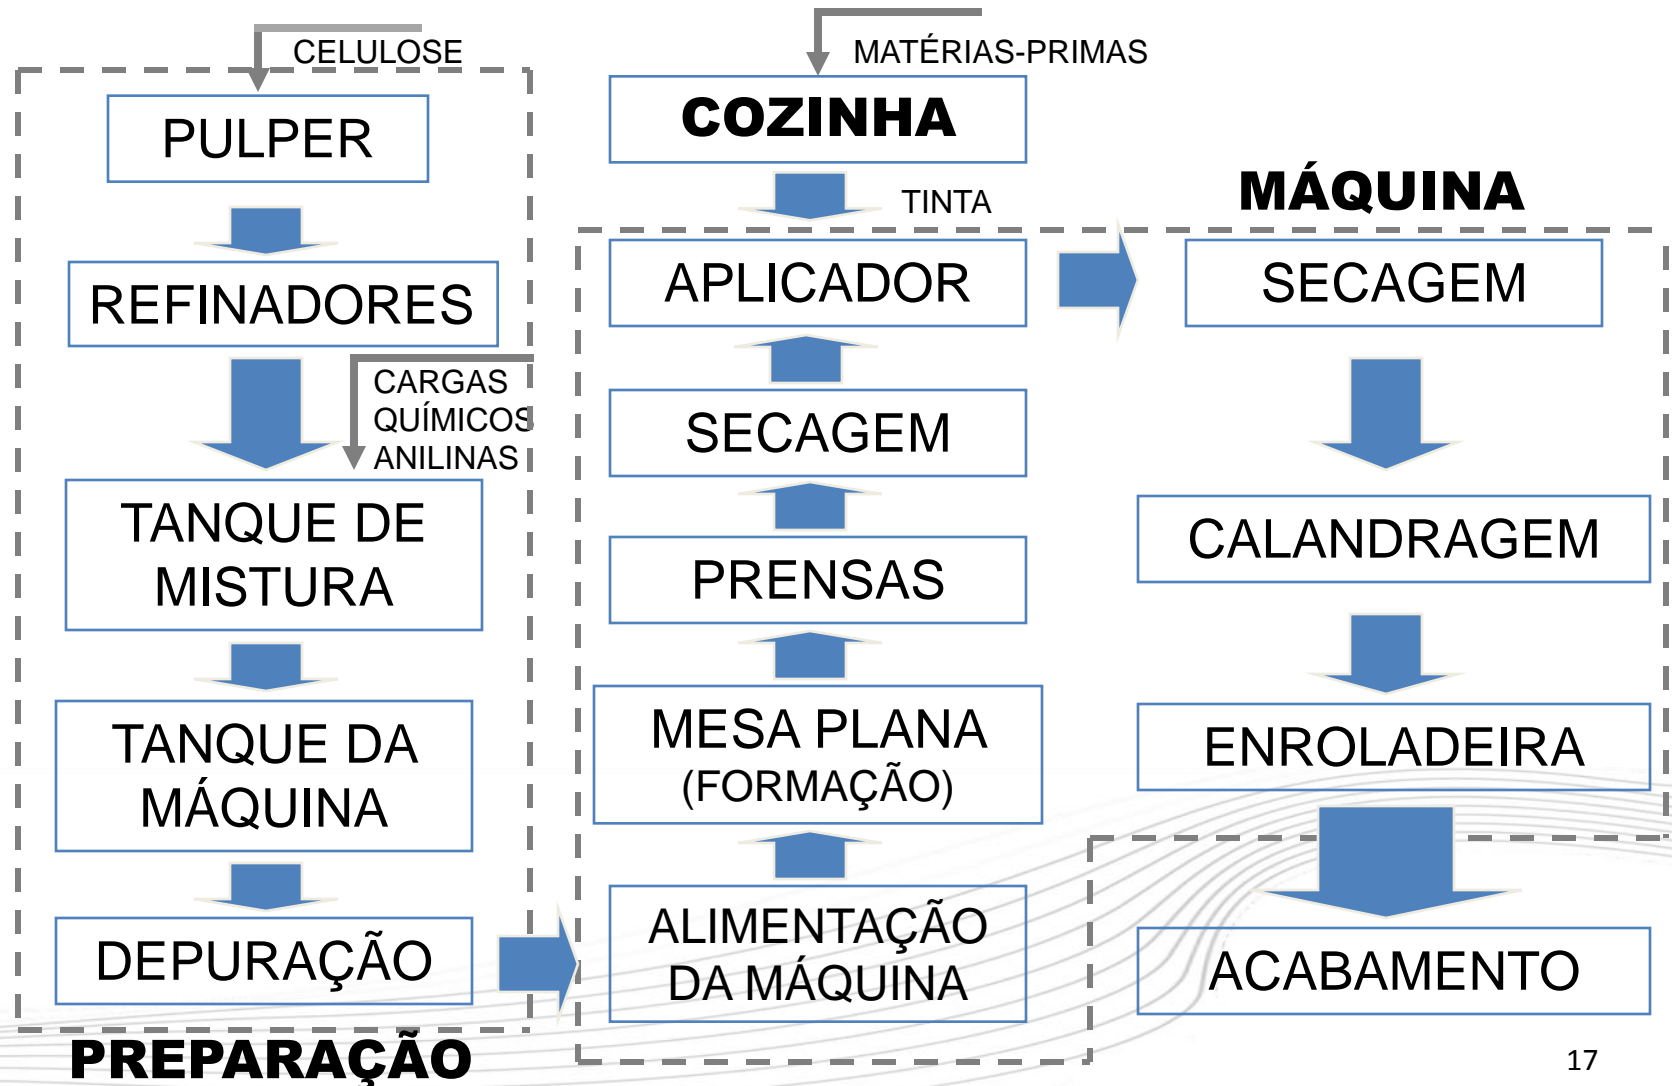 CELULOSE
PULPER
REFINADORES
CARGAS
QUÍMICOS
ANILINAS
TANQUE DE
MISTURA
TANQUE DA
MÁQUINA
DEPURAÇÃO
PREPARAÇÃO
MATÉRIAS-PRIMAS
COZINHA
TINTA
APLICADOR
SECAGEM
PRENSAS
MESA PLANA
(FORMAÇÃO)
ALIMENTAÇÃO
DA MÁQUINA
MÁQUINA
SECAGEM
CALANDRAGEM
ENROLADEIRA
ACABAMENTO
17